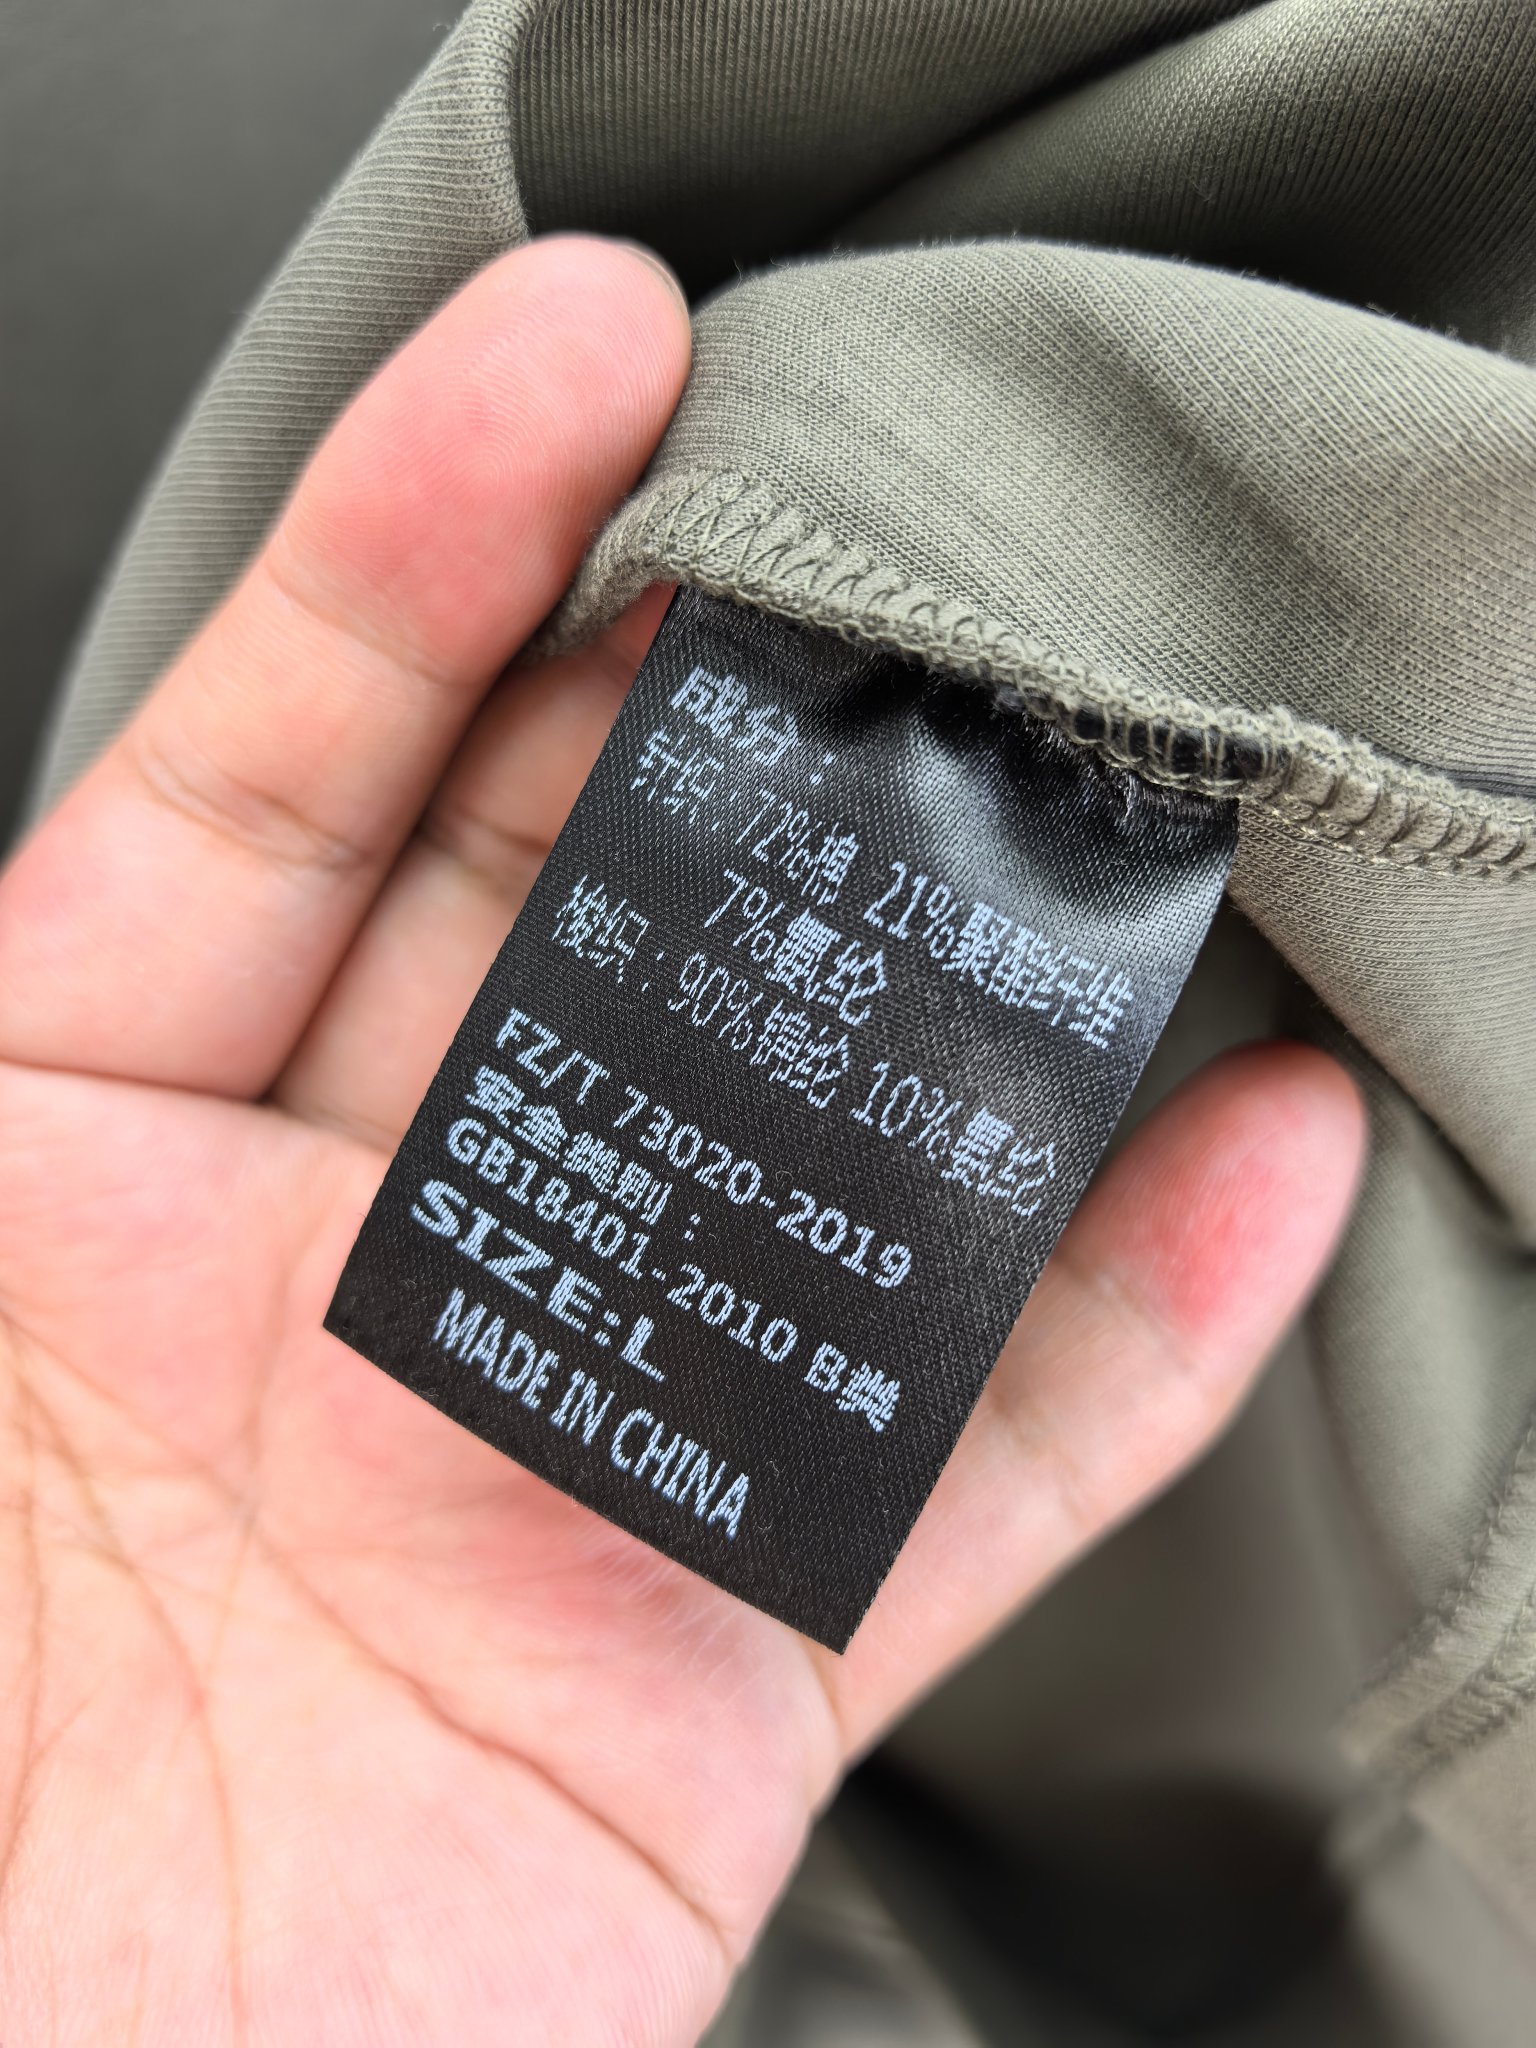 成分：
针织：72%棉 21%聚酯纤维
7%氨纶
梭织：90%锦纶 10%氨纶
FZ/T 73020-2019
安全类别：
GB18401-2010 B类
SIZE:L
MADE IN CHINA